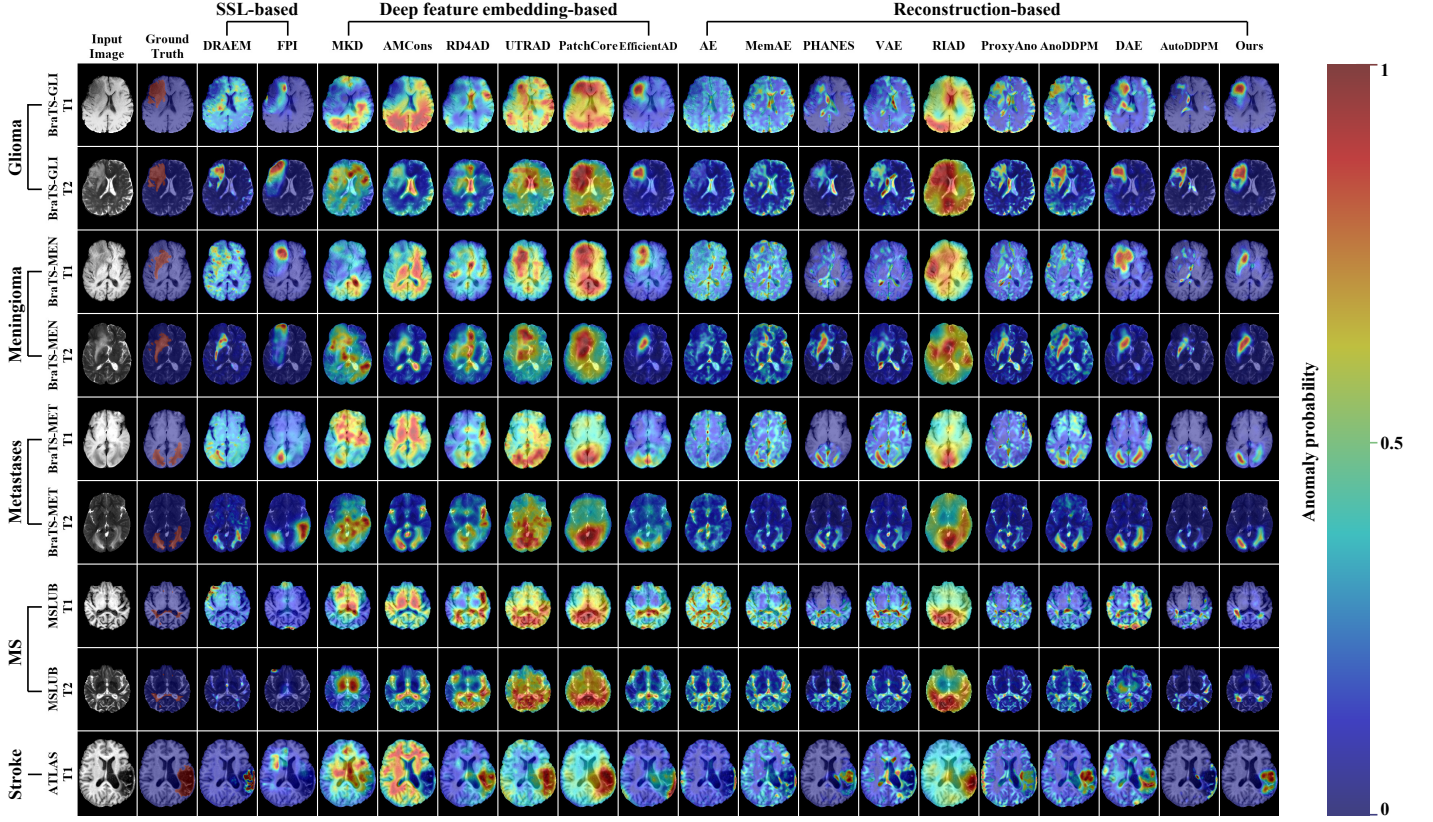 SSL-based Deep feature embedding-based Reconstruction-based
Input Image Ground Truth DRAEM FPI MKD AMCons RD4AD UTRAD PatchCore EfficientAD AE MemAE PHANES VAE RIAD ProxyAno AnoDDPM DAE AutoDDPM Ours
Glioma
BraTS-GLI
T1
BraTS-GLI
T2
Meningioma
BraTS-MEN
T1
BraTS-MEN
T2
Metastases
BraTS-MET
T1
BraTS-MET
T2
MS
MSLUB
T1
MSLUB
T2
Stroke
ATLAS
T1
Anomaly probability
1
0.5
0